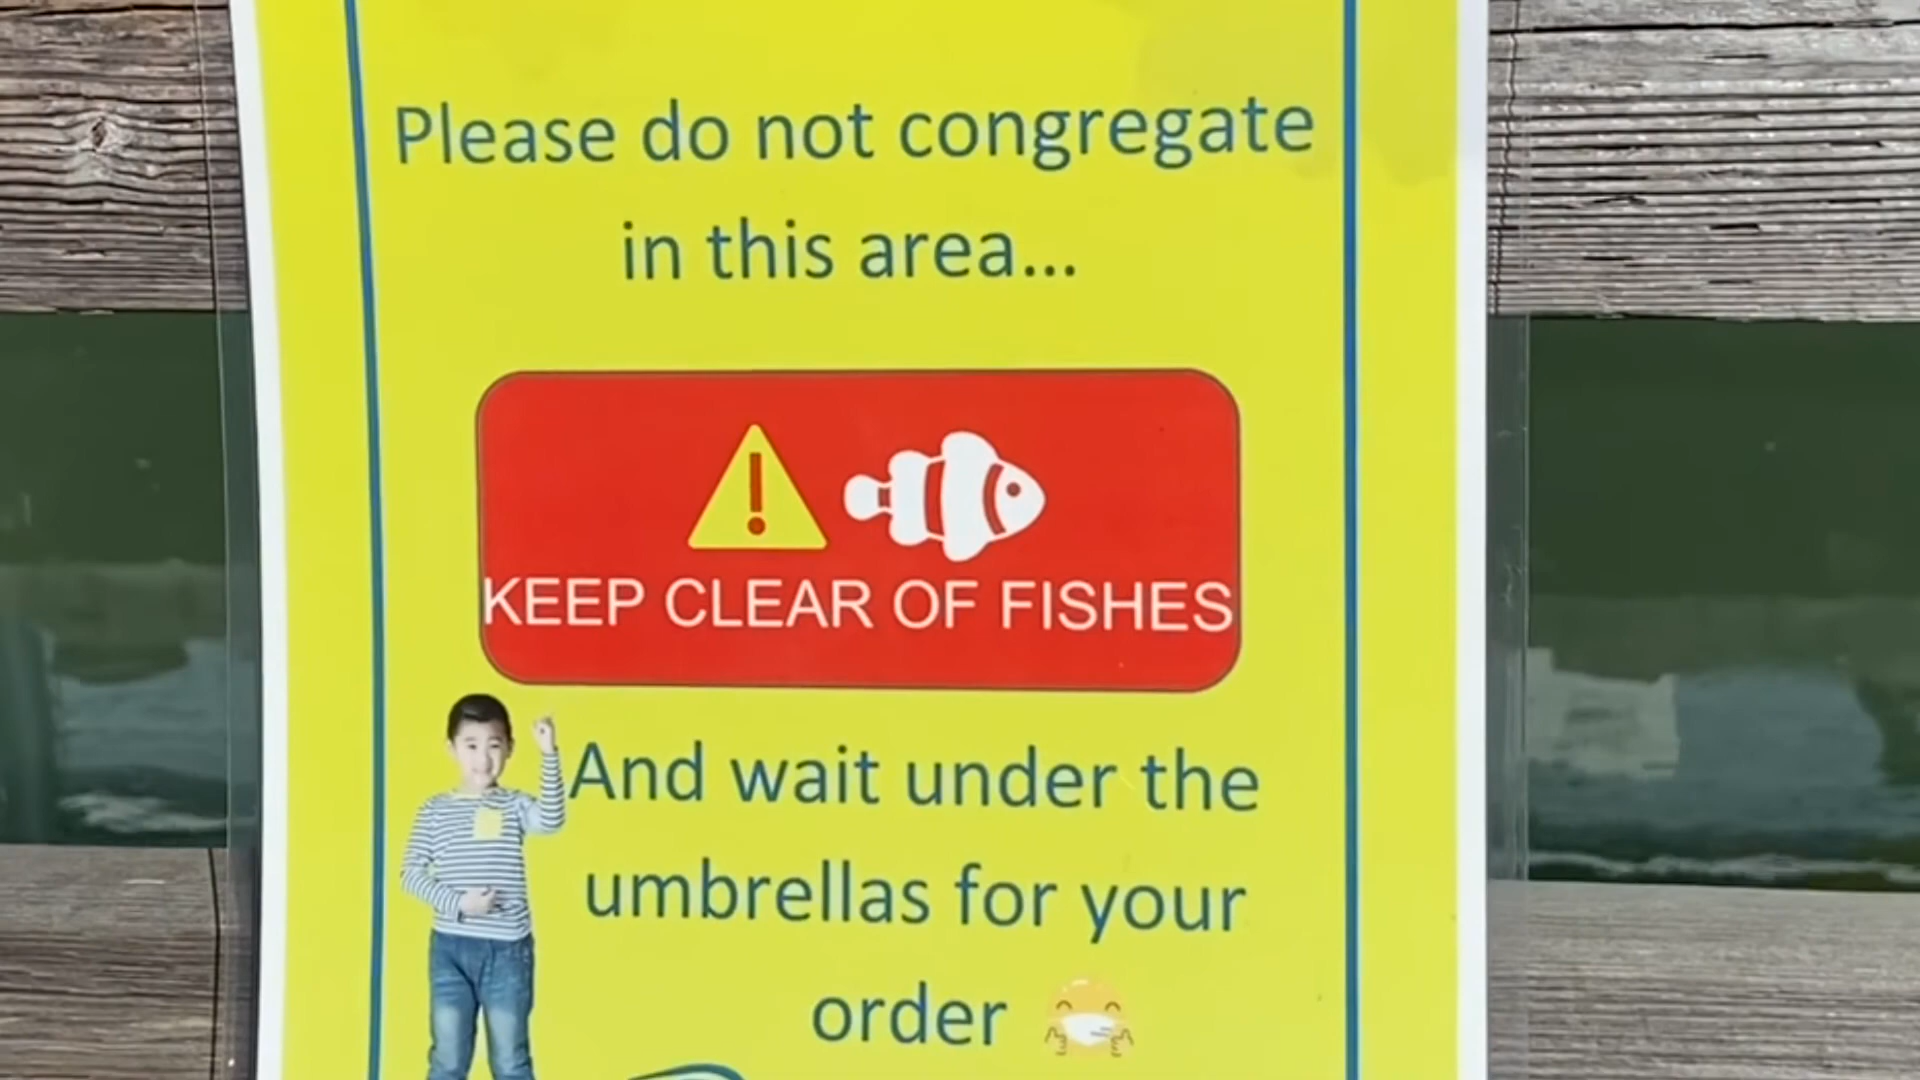 Please do not congregate
in this area...
KEEP CLEAR OF FISHES
And wait under the
umbrellas for your
order